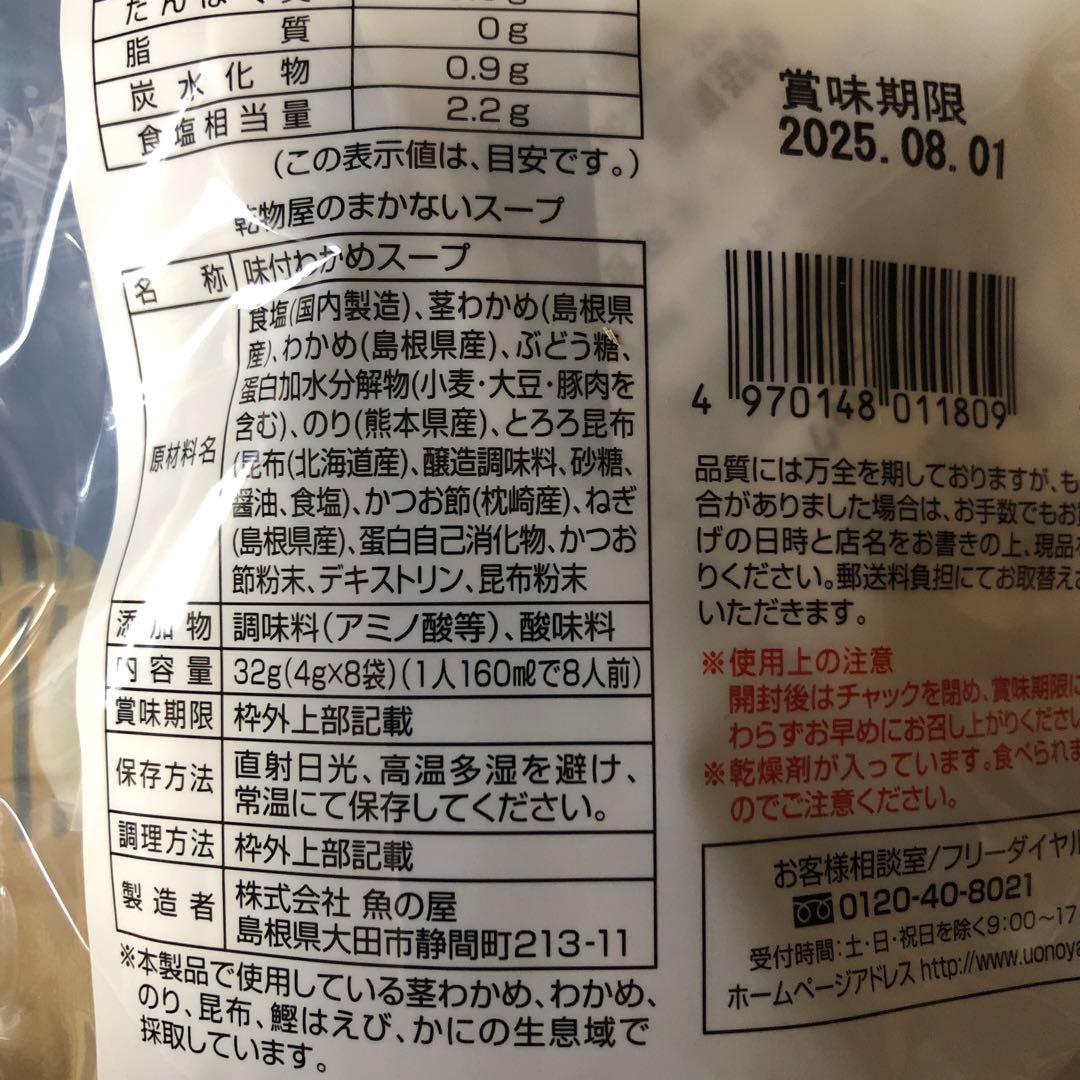 たんぱく質
脂質 0g
炭水化物 0.9g
食塩相当量 2.2g
(この表示値は、目安です。)
乾物屋のまかないスープ
名称 味付わかめスープ
原材料名
食塩(国内製造)、茎わかめ(島根県
産)、わかめ(島根県産)、ぶどう糖、
蛋白加水分解物(小麦・大豆・豚肉を
含む)、のり(熊本県産)、とろろ昆布
(昆布(北海道産)、醸造調味料、砂糖、
醤油、食塩)、かつお節(枕崎産)、ねぎ
(島根県産)、蛋白自己消化物、かつお
節粉末、デキストリン、昆布粉末
添加物 調味料(アミノ酸等)、酸味料
内容量 32g(4g×8袋)(1人160mlで8人前)
賞味期限 枠外上部記載
保存方法 直射日光、高温多湿を避け、
常温にて保存してください。
調理方法 枠外上部記載
製造者 株式会社 魚の屋
島根県大田市静間町213-11
※本製品で使用している茎わかめ、わかめ、
のり、昆布、鰹はえび、かにの生息域で
採取しています。
賞味期限
2025.08.01
4 970148 011809
品質には万全を期しておりますが、も
合がありました場合は、お手数でもお
げの日時と店名をお書きの上、現品
りください。郵送料負担にてお取替え
いただきます。
※使用上の注意
開封後はチャックを閉め、賞味期限に
わらずお早めにお召し上がりください
※乾燥剤が入っています。食べられま
のでご注意ください。
お客様相談室/フリーダイヤル
0120-40-8021
受付時間:土・日・祝日を除く9:00〜17
ホームページアドレス http://www.uonoya